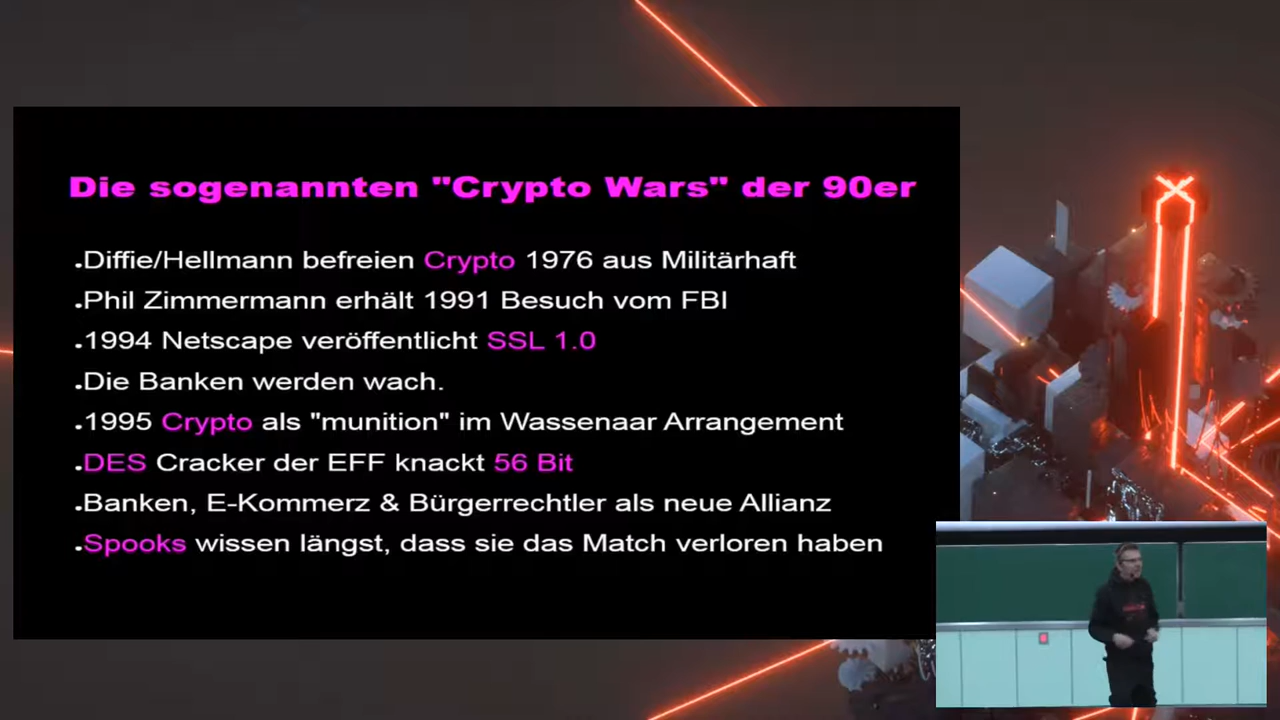 Die sogenannten "Crypto Wars" der 90er
.Diffie/Hellmann befreien Crypto 1976 aus Militärhaft
.Phil Zimmermann erhält 1991 Besuch vom FBI
.1994 Netscape veröffentlicht SSL 1.0
.Die Banken werden wach.
.1995 Crypto als "munition" im Wassenaar Arrangement
.DES Cracker der EFF knackt 56 Bit
.Banken, E-Kommerz & Bürgerrechtler als neue Allianz
.Spooks wissen längst, dass sie das Match verloren haben